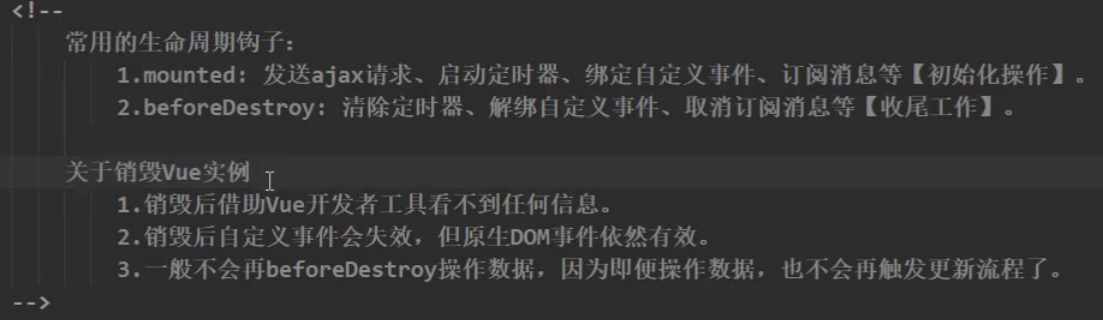 <!--
常用的生命周期钩子：
1.mounted: 发送ajax请求、启动定时器、绑定自定义事件、订阅消息等【初始化操作】。
2.beforeDestroy: 清除定时器、解绑自定义事件、取消订阅消息等【收尾工作】。
关于销毁Vue实例
1.销毁后借助Vue开发者工具看不到任何信息。
2.销毁后自定义事件会失效，但原生DOM事件依然有效。
3.一般不会再beforeDestroy操作数据，因为即便操作数据，也不会再触发更新流程了。
-->